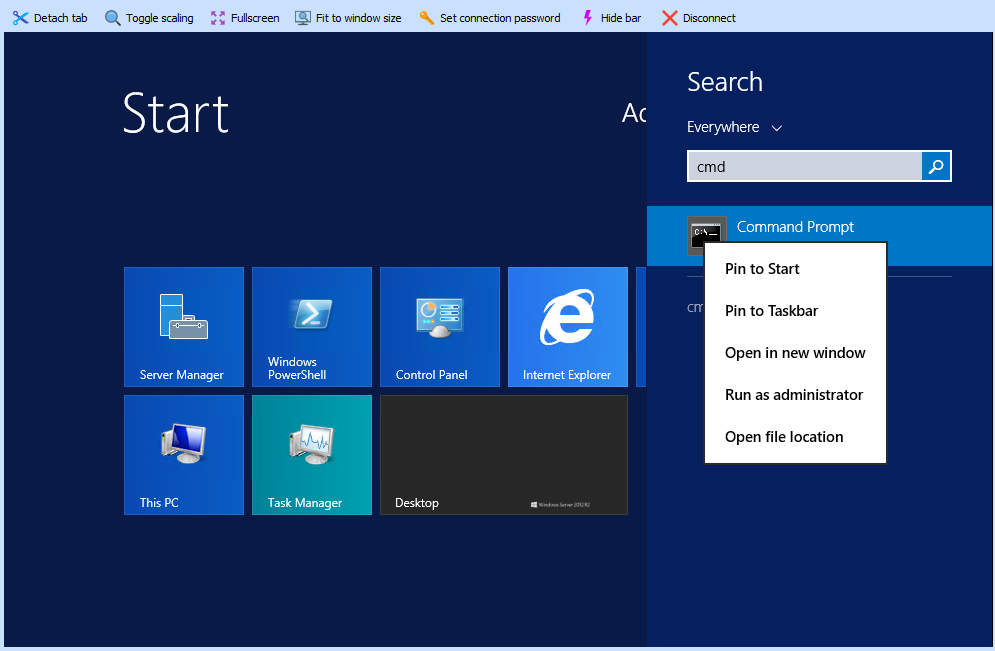 Detach tab
Toggle scaling
Fullscreen
Fit to window size
Set connection password
Hide bar
Disconnect
Start
Search
Everywhere
cmd
Command Prompt
Pin to Start
Pin to Taskbar
Open in new window
Run as administrator
Open file location
Server Manager
Windows
PowerShell
Control Panel
Internet Explorer
This PC
Task Manager
Desktop
Windows Server 2012 R2